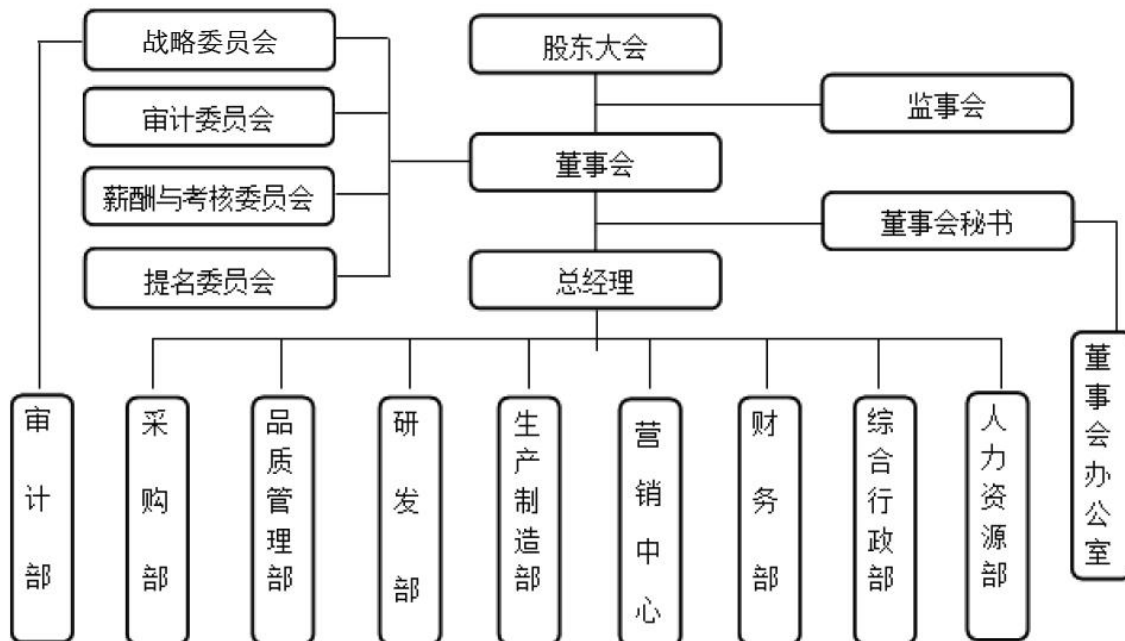 战略委员会
股东大会
审计委员会
监事会
董事会
薪酬与考核委员会
董事会秘书
提名委员会
总经理
审计部
采购部
品质管理部
研发部
生产制造部
营销中心
财务部
综合行政部
人力资源部
董事会办公室